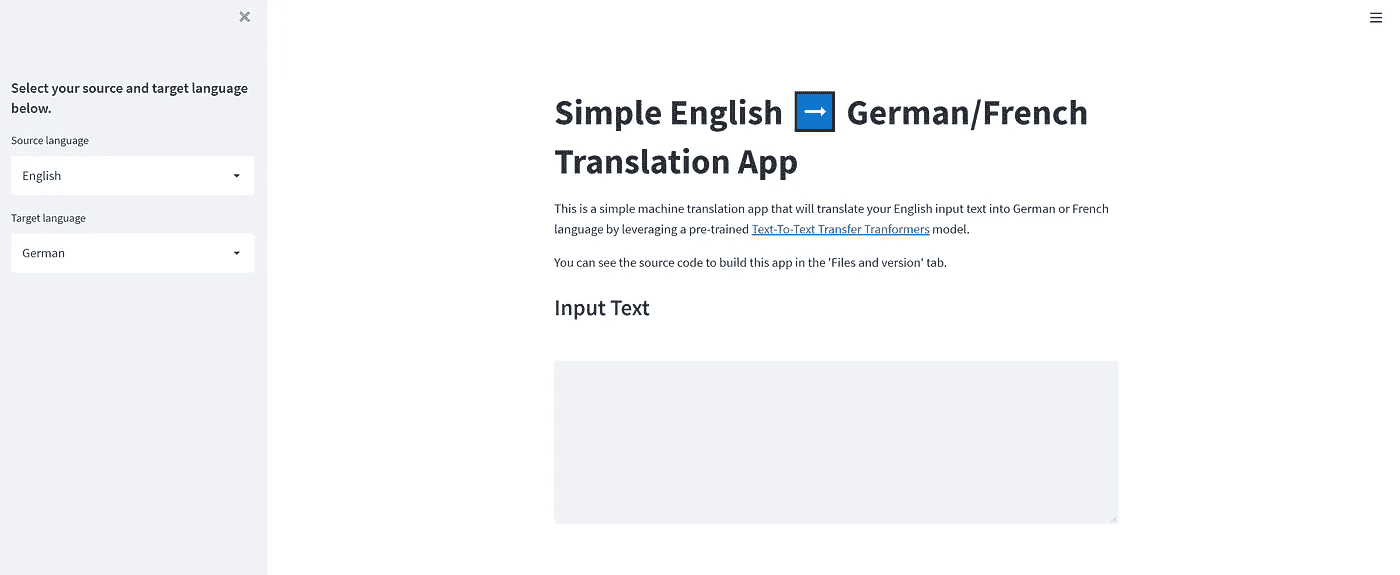 Select your source and target language
below.
Source language
English
Target language
German
Simple English ➡ German/French
Translation App
This is a simple machine translation app that will translate your English input text into German or French
language by leveraging a pre-trained Text-To-Text Transfer Tranformers model.
You can see the source code to build this app in the 'Files and version' tab.
Input Text